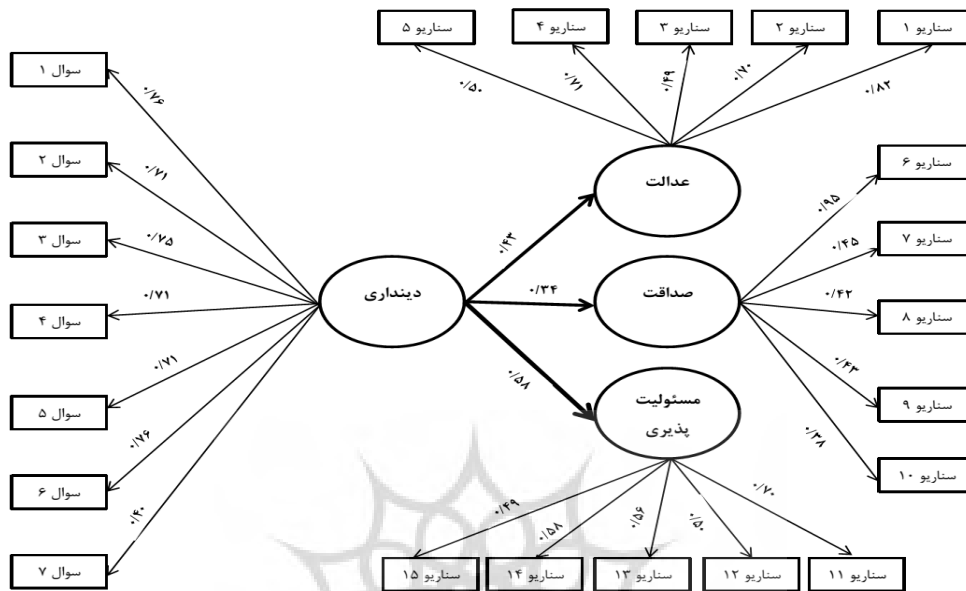 سناریو ۱
سناریو ۲
سناریو ۳
سناریو ۴
سناریو ۵
۰/۸۲
۰/۷۰
۰/۴۹
۰/۷۱
۰/۵۰
عدالت
سناریو ۶
سناریو ۷
سناریو ۸
سناریو ۹
سناریو ۱۰
۰/۹۵
۰/۴۵
۰/۴۲
۰/۴۳
۰/۳۸
صداقت
۰/۴۳
۰/۳۴
۰/۵۸
دینداری
مسئولیت
پذیری
۰/۷۰
۰/۵۰
۰/۵۶
۰/۵۸
۰/۴۹
سناریو ۱۱
سناریو ۱۲
سناریو ۱۳
سناریو ۱۴
سناریو ۱۵
۰/۷۶
۰/۷۱
۰/۷۵
۰/۷۱
۰/۷۱
۰/۷۶
۰/۴۰
سوال ۱
سوال ۲
سوال ۳
سوال ۴
سوال ۵
سوال ۶
سوال ۷